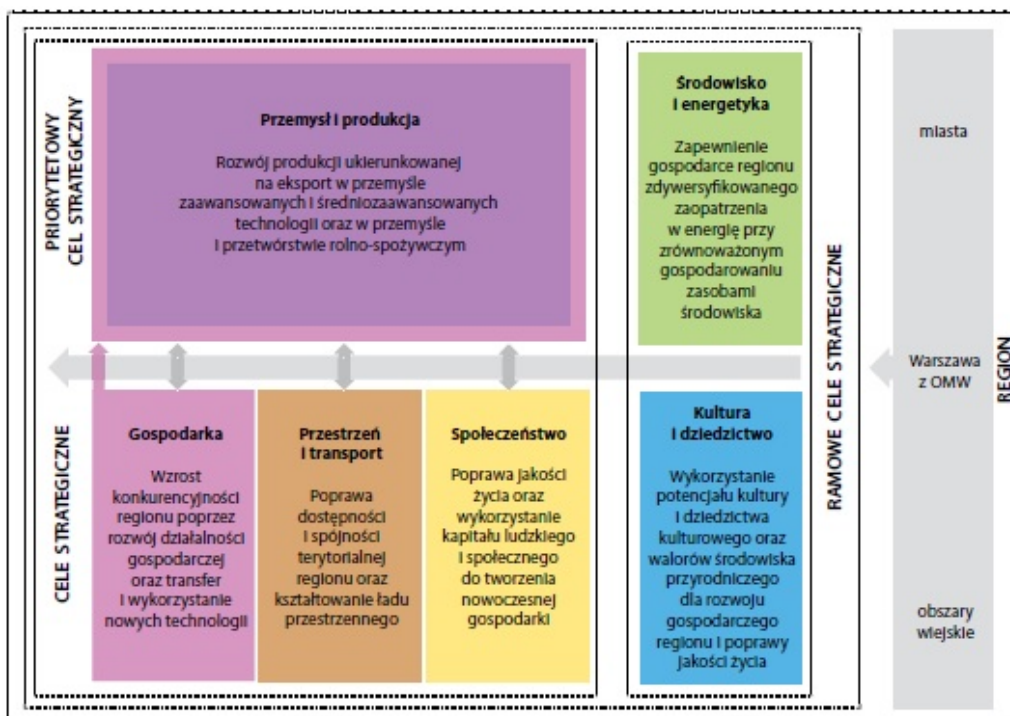 PRIORYTETOWY
CEL STRATEGICZNY
Przemysł i produkcja
Rozwój produkcji ukierunkowanej
na eksport w przemyśle
zaawansowanych i średniozaawansowanych
technologii oraz w przemyśle
i przetwórstwie rolno-spożywczym
Środowisko
i energetyka
Zapewnienie
gospodarce regionu
zdywersyfikowanego
zaopatrzenia
w energię przy
zrównoważonym
gospodarowaniu
zasobami
środowiska
CELE STRATEGICZNE
Gospodarka
Wzrost
konkurencyjności
regionu poprzez
rozwój działalności
gospodarczej
oraz transfer
i wykorzystanie
nowych technologii
Przestrzeń
i transport
Poprawa
dostępności
i spójności
terytorialnej
regionu oraz
kształtowanie ładu
przestrzennego
Społeczeństwo
Poprawa jakości
życia oraz
wykorzystanie
kapitału ludzkiego
i społecznego
do tworzenia
nowoczesnej
gospodarki
Kultura
i dziedzictwo
Wykorzystanie
potencjału kultury
i dziedzictwa
kulturowego oraz
walorów środowiska
przyrodniczego
dla rozwoju
gospodarczego
regionu i poprawy
jakości życia
RAMOWE CELE STRATEGICZNE
miasta
Warszawa
z OMW
obszary
wiejskie
REGION